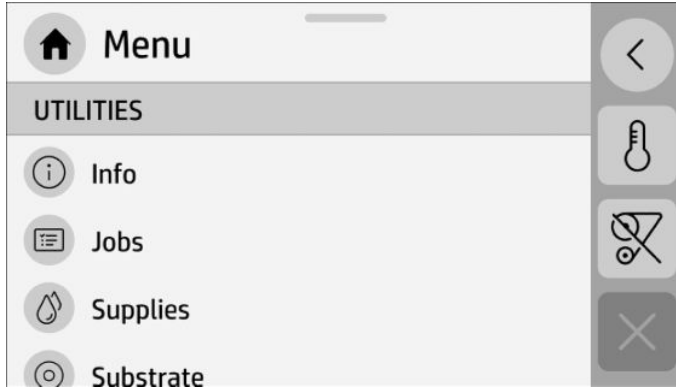 Menu
UTILITIES
Info
Jobs
Supplies
Substrate